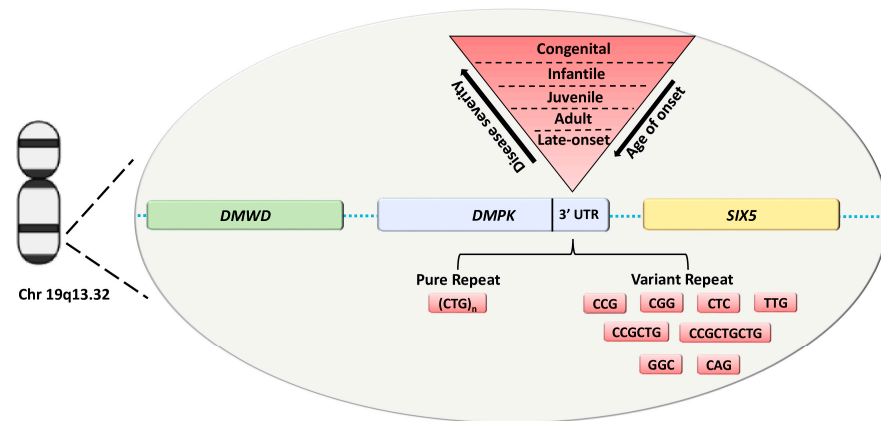 Congenital
Infantile
Juvenile
Adult
Late-onset
Disease severity
Age of onset
DMWD
DMPK
3’ UTR
SIX5
Chr 19q13.32
Pure Repeat
(CTG)n
Variant Repeat
CCG CGG CTC TTG
CCGCTG CCGCTGCTG
GGC CAG